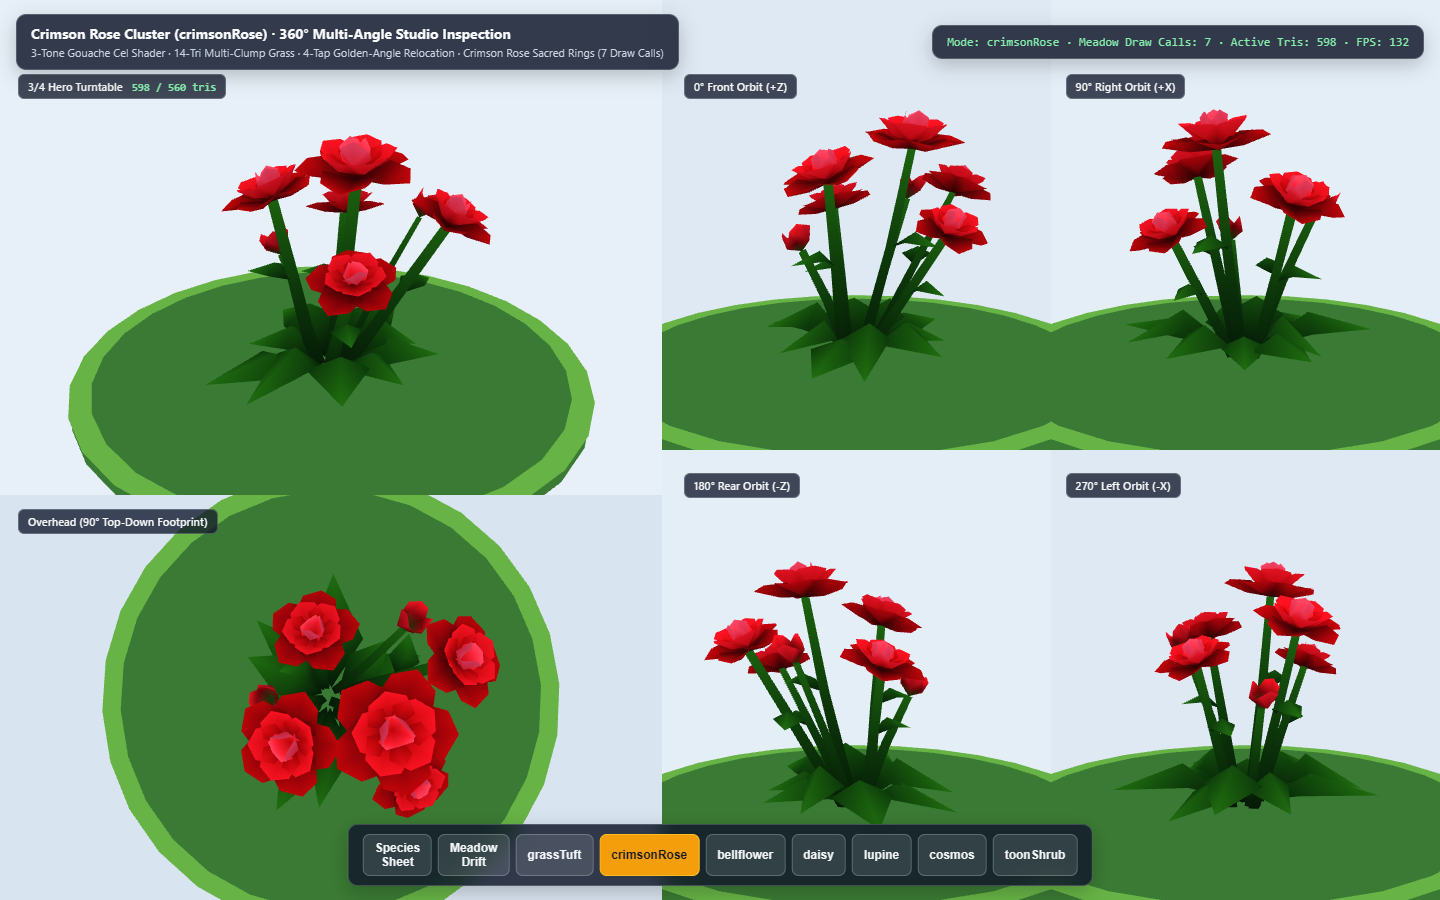 Crimson Rose Cluster (crimsonRose) · 360° Multi-Angle Studio Inspection
3-Tone Gouache Cel Shader · 14-Tri Multi-Clump Grass · 4-Tap Golden-Angle Relocation · Crimson Rose Sacred Rings (7 Draw Calls)
Mode: crimsonRose · Meadow Draw Calls: 7 · Active Tris: 598 · FPS: 132
3/4 Hero Turntable 598 / 560 tris
0° Front Orbit (+Z)
90° Right Orbit (+X)
Overhead (90° Top-Down Footprint)
180° Rear Orbit (-Z)
270° Left Orbit (-X)
Species
Sheet
Meadow
Drift
grassTuft
crimsonRose
bellflower
daisy
lupine
cosmos
toonShrub